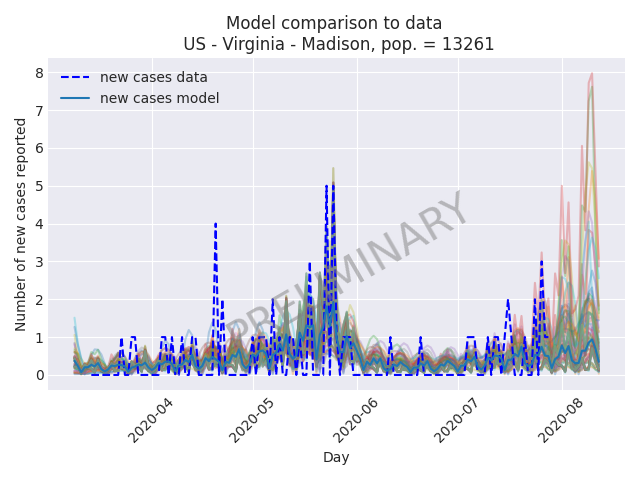 Model comparison to data
US - Virginia - Madison, pop. = 13261
new cases data
new cases model
PRELIMINARY
Number of new cases reported
8
7
6
5
4
3
2
1
0
2020-04
2020-05
2020-06
2020-07
2020-08
Day